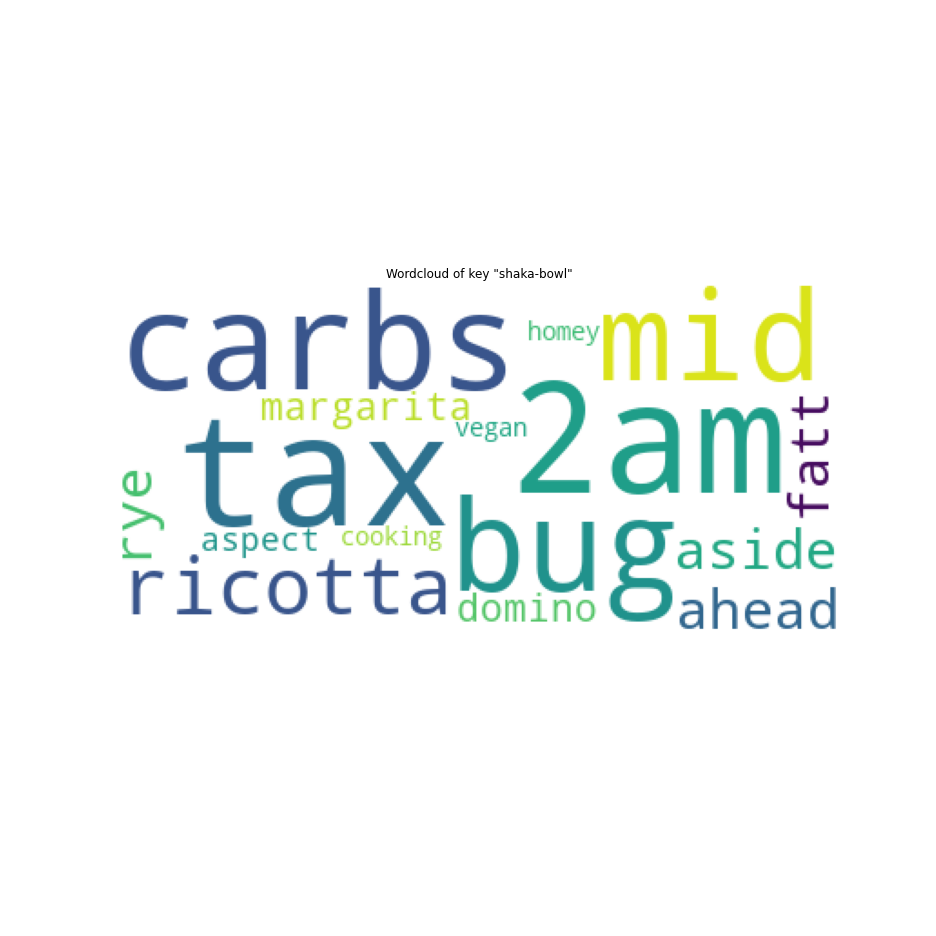 Wordcloud of key "shaka-bowl"
carbs
homey
mid
margarita
vegan
2am
fatt
tax
rye
aspect
cooking
bug
aside
ricotta
domino
ahead